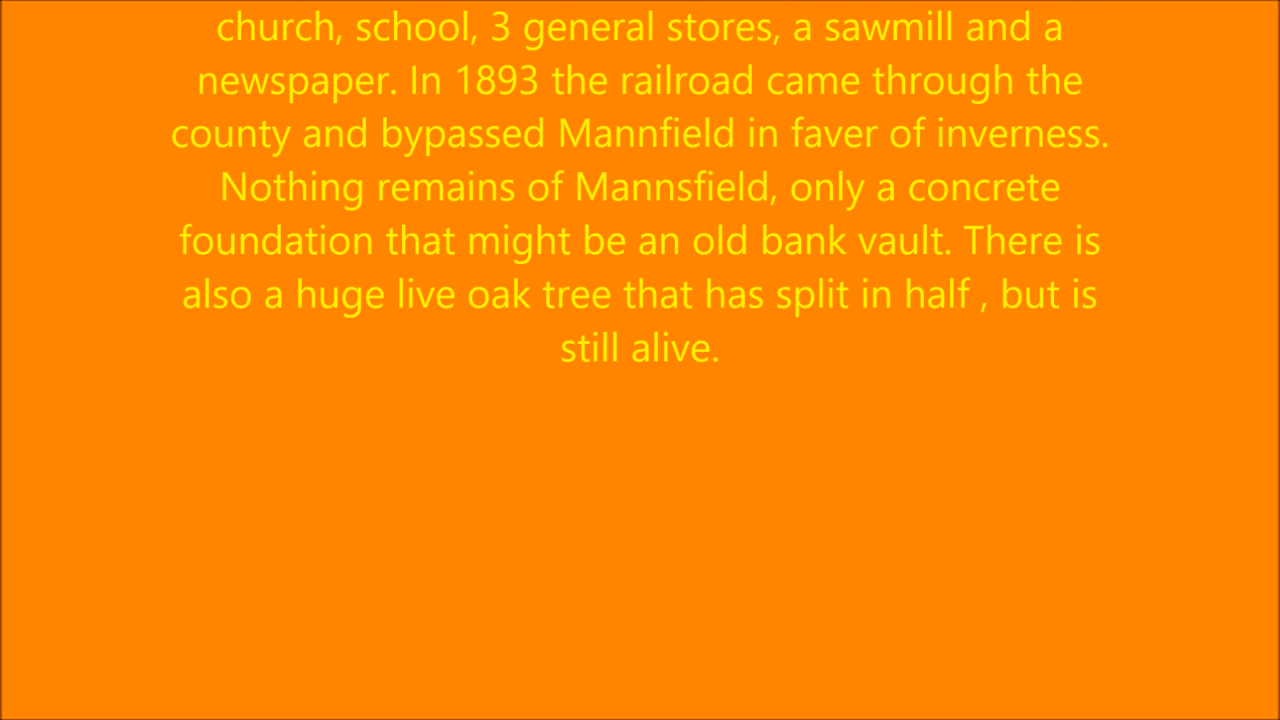 church, school, 3 general stores, a sawmill and a
newspaper. In 1893 the railroad came through the
county and bypassed Mannfield in faver of inverness.
Nothing remains of Mannsfield, only a concrete
foundation that might be an old bank vault. There is
also a huge live oak tree that has split in half , but is
still alive.